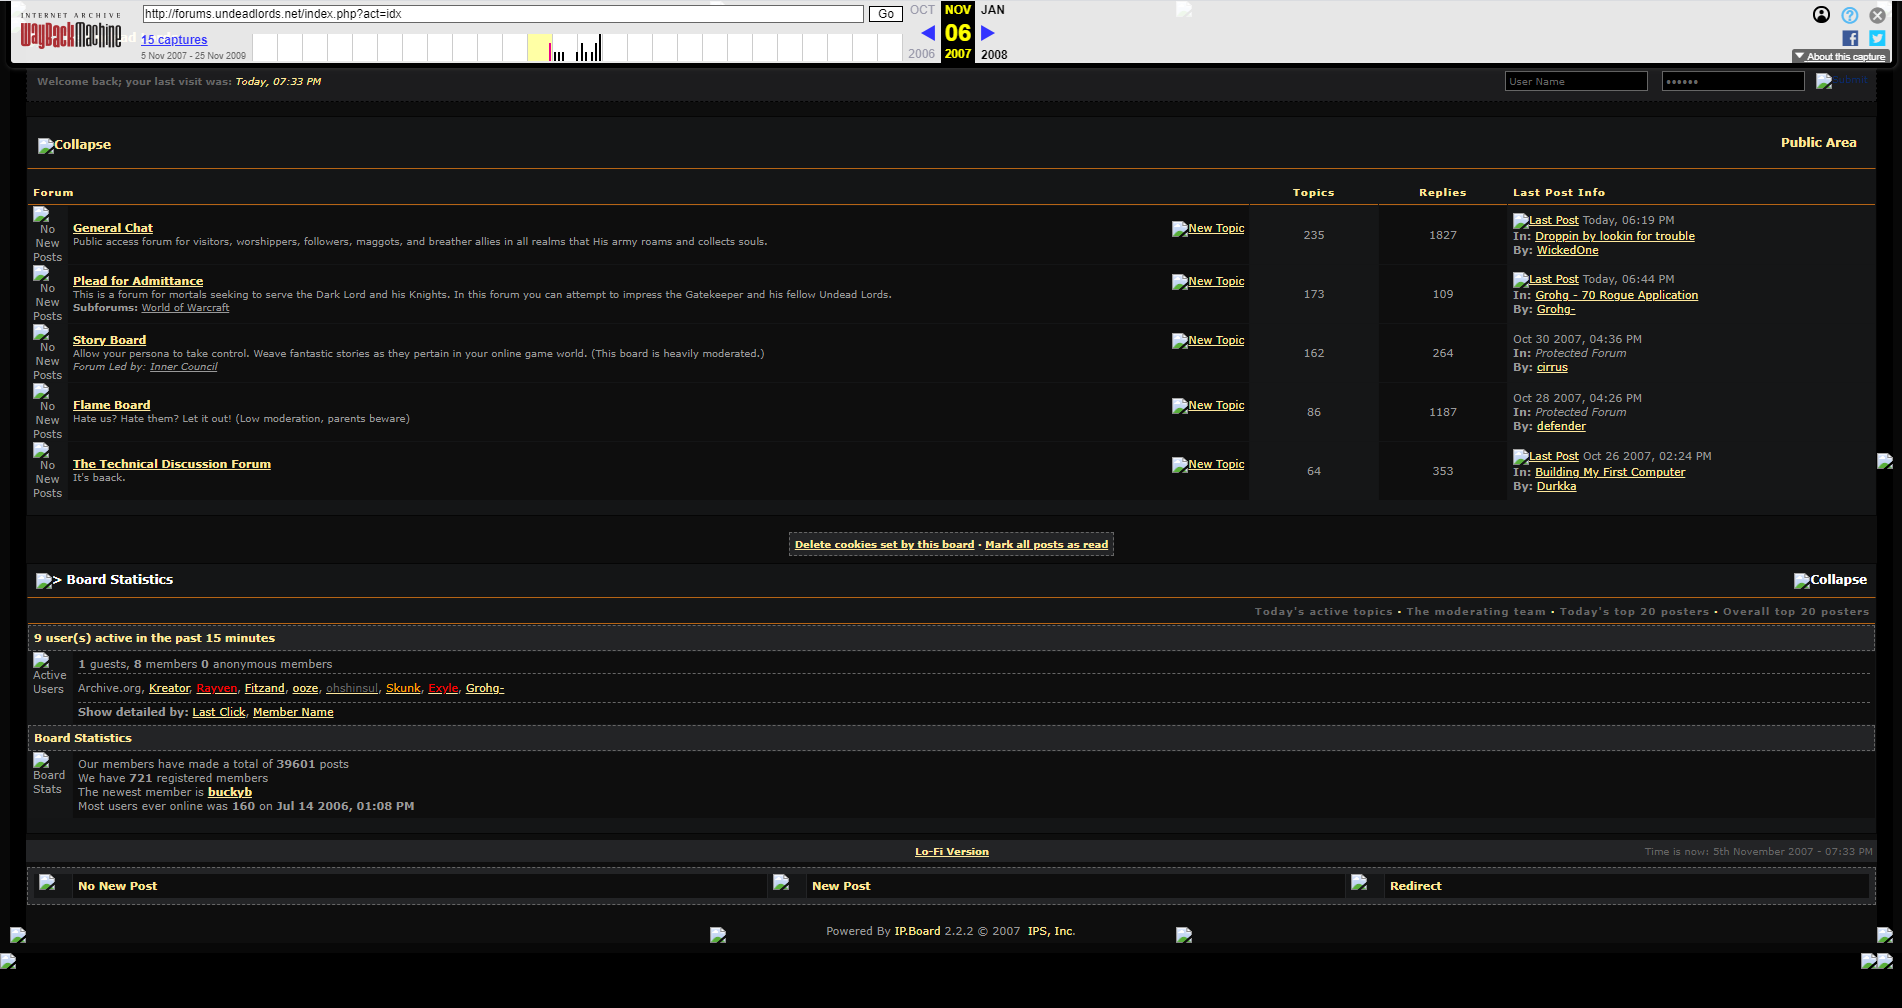 INTERNET ARCHIVE
WayBackMachine
http://forums.undeadlords.net/index.php?act=idx
Go
OCT NOV JAN
15 captures
06
5 Nov 2007 - 25 Nov 2009
2006 2007 2008
About this capture
Welcome back; your last visit was: Today, 07:33 PM
User Name
••••••
Submit
Collapse
Public Area
Forum Topics Replies Last Post Info
No New Posts
General Chat
Public access forum for visitors, worshippers, followers, maggots, and breather allies in all realms that His army roams and collects souls.
New Topic
235
1827
Last Post Today, 06:19 PM
In: Droppin by lookin for trouble
By: WickedOne
No New Posts
Plead for Admittance
This is a forum for mortals seeking to serve the Dark Lord and his Knights. In this forum you can attempt to impress the Gatekeeper and his fellow Undead Lords.
Subforums: World of Warcraft
New Topic
173
109
Last Post Today, 06:44 PM
In: Grohg - 70 Rogue Application
By: Grohg-
No New Posts
Story Board
Allow your persona to take control. Weave fantastic stories as they pertain in your online game world. (This board is heavily moderated.)
Forum Led by: Inner Council
New Topic
162
264
Oct 30 2007, 04:36 PM
In: Protected Forum
By: cirrus
No New Posts
Flame Board
Hate us? Hate them? Let it out! (Low moderation, parents beware)
New Topic
86
1187
Oct 28 2007, 04:26 PM
In: Protected Forum
By: defender
No New Posts
The Technical Discussion Forum
It's baack.
New Topic
64
353
Last Post Oct 26 2007, 02:24 PM
In: Building My First Computer
By: Durkka
Delete cookies set by this board · Mark all posts as read
> Board Statistics
Collapse
Today's active topics · The moderating team · Today's top 20 posters · Overall top 20 posters
9 user(s) active in the past 15 minutes
Active Users
1 guests, 8 members 0 anonymous members
Archive.org, Kreator, Rayven, Fitzand, ooze, ohshinsul, Skunk, Exyle, Grohg-
Show detailed by: Last Click, Member Name
Board Statistics
Board Stats
Our members have made a total of 39601 posts
We have 721 registered members
The newest member is buckyb
Most users ever online was 160 on Jul 14 2006, 01:08 PM
Lo-Fi Version
Time is now: 5th November 2007 - 07:33 PM
No New Post
New Post
Redirect
Powered By IP.Board 2.2.2 © 2007 IPS, Inc.